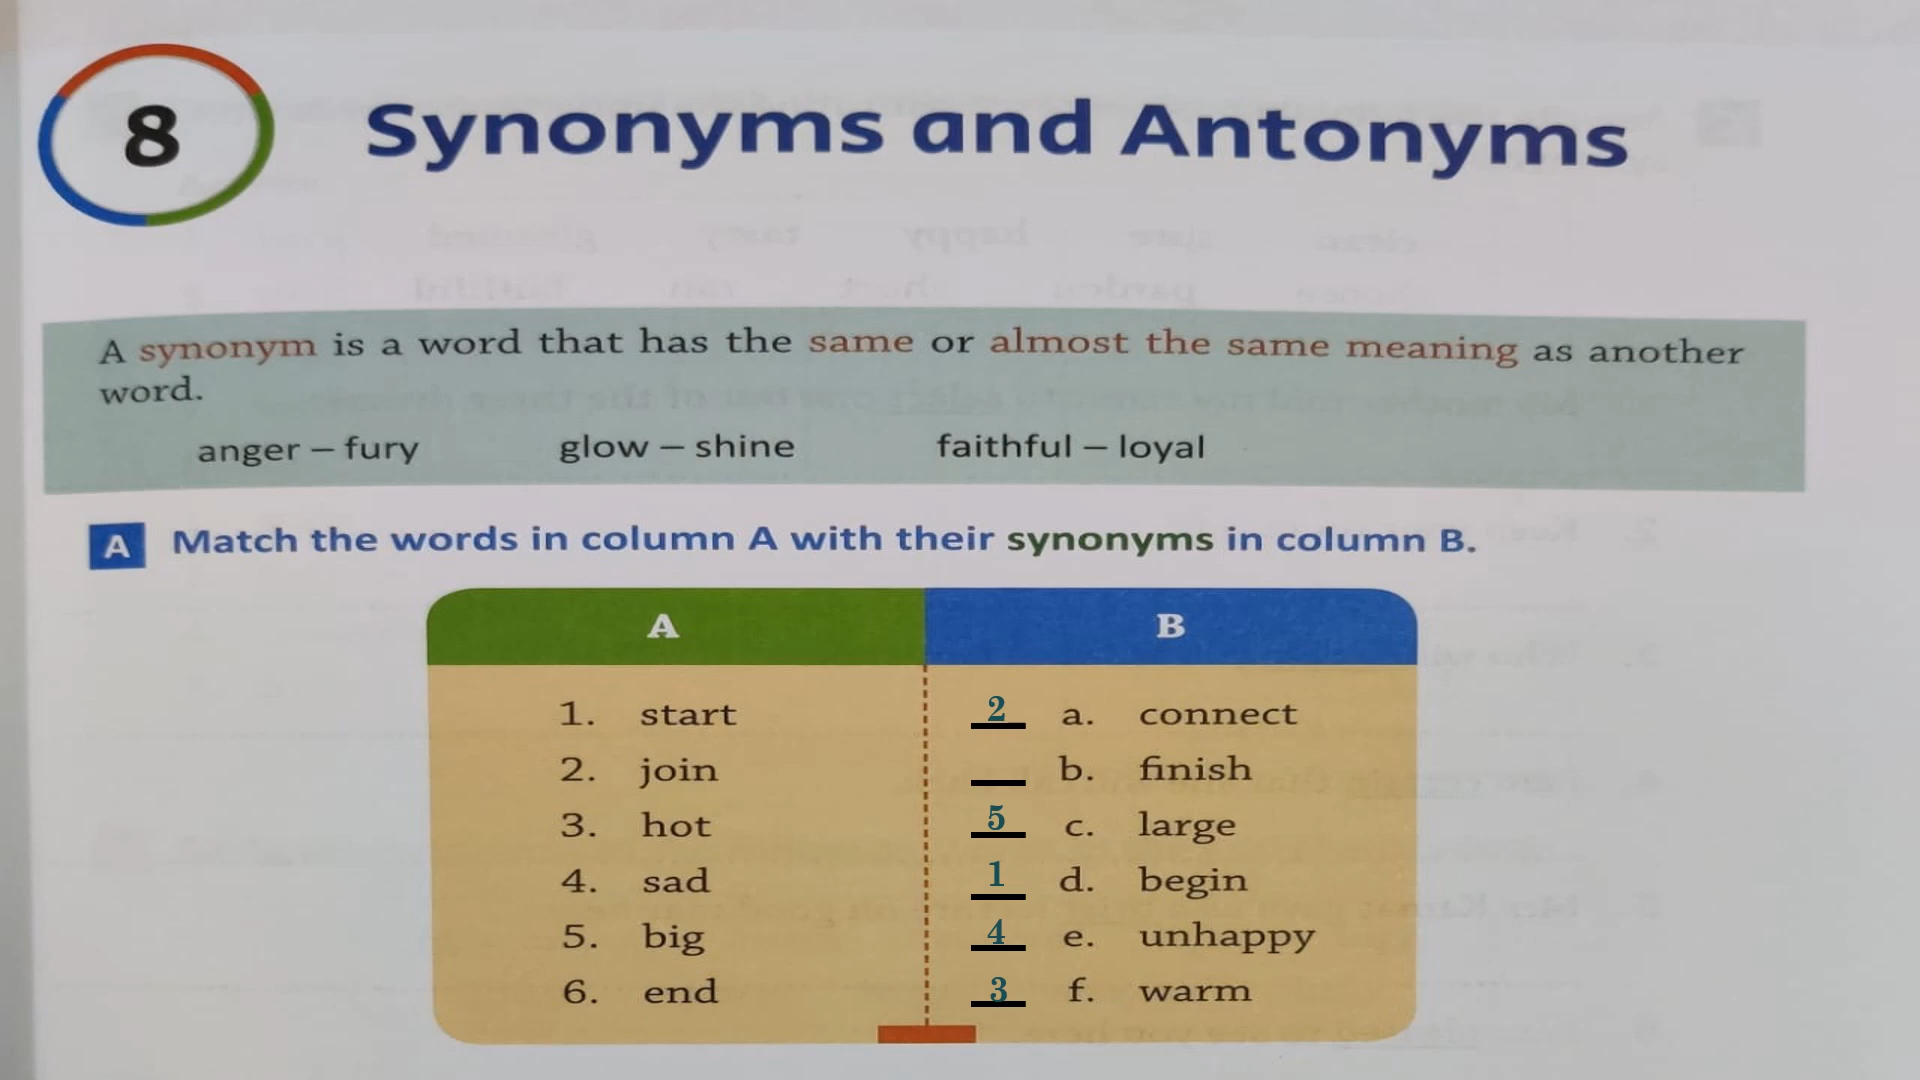 8
Synonyms and Antonyms
A synonym is a word that has the same or almost the same meaning as another
word.
anger – fury glow – shine faithful – loyal
A Match the words in column A with their synonyms in column B.
A B
1. start 2 a. connect
2. join __ b. finish
3. hot 5 c. large
4. sad 1 d. begin
5. big 4 e. unhappy
6. end 3 f. warm